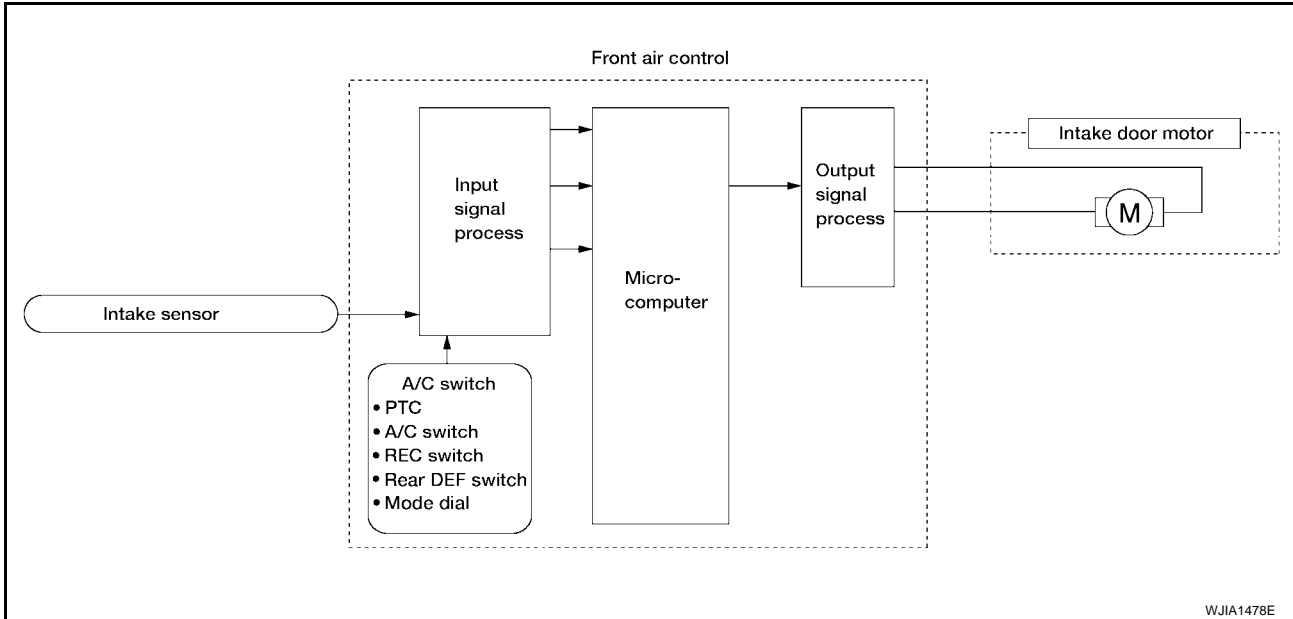 Front air control
Input
signal
process
Micro-
computer
Output
signal
process
Intake door motor
M
Intake sensor
A/C switch
• PTC
• A/C switch
• REC switch
• Rear DEF switch
• Mode dial
WJIA1478E